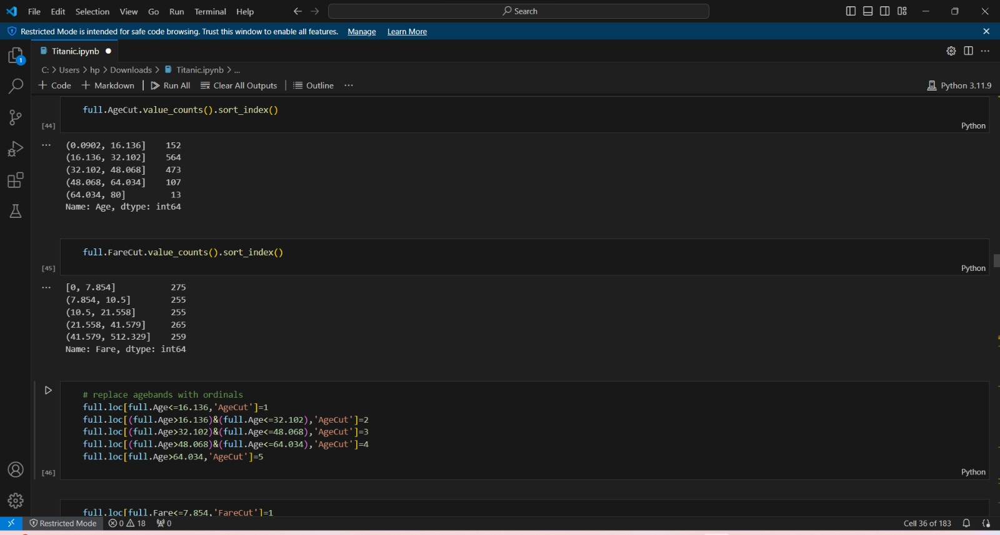 File Edit Selection View Go Run Terminal Help Search
Restricted Mode is intended for safe code browsing. Trust this window to enable all features. Manage Learn More
1
Titanic.ipynb
C: > Users > hp > Downloads > Titanic.ipynb > ...
+ Code + Markdown Run All Clear All Outputs Outline ... Python 3.11.9
full.AgeCut.value_counts().sort_index()
[44] Python
(0.0902, 16.136] 152
(16.136, 32.102] 564
(32.102, 48.068] 473
(48.068, 64.034] 107
(64.034, 80] 13
Name: Age, dtype: int64
full.FareCut.value_counts().sort_index()
[45] Python
[0, 7.854] 275
(7.854, 10.5] 255
(10.5, 21.558] 255
(21.558, 41.579] 265
(41.579, 512.329] 259
Name: Fare, dtype: int64
# replace agebands with ordinals
full.loc[full.Age<=16.136,'AgeCut']=1
full.loc[(full.Age>16.136)&(full.Age<=32.102),'AgeCut']=2
full.loc[(full.Age>32.102)&(full.Age<=48.068),'AgeCut']=3
full.loc[(full.Age>48.068)&(full.Age<=64.034),'AgeCut']=4
full.loc[full.Age>64.034,'AgeCut']=5
[46] Python
full.loc[full.Fare<=7.854,'FareCut']=1
Restricted Mode 0 18 0 Cell 36 of 183